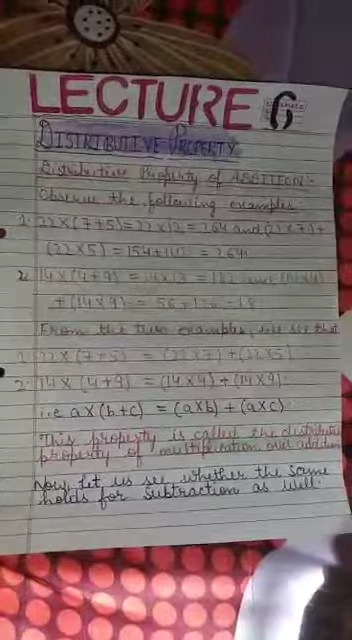 LECTURE 6
DISTRIBUTIVE PROPERTY
Distributive Property of ADDITION:-
Observe the following examples:
1. 22×(7+5)=22×12=264 and (22×7)+
(22×5)=154+110=264
2. 14×(4+9)=14×13=182 and (14×4)
+(14×9)=56+126=18
From the two examples, we see that
1. 22×(7+5)=(22×7)+(22×5)
2. 14×(4+9)=(14×4)+(14×9)
i.e a×(b+c)=(a×b)+(a×c)
This property is called the distributive
property of multiplication over addition
Now, let us see whether the same
holds for subtraction as well.